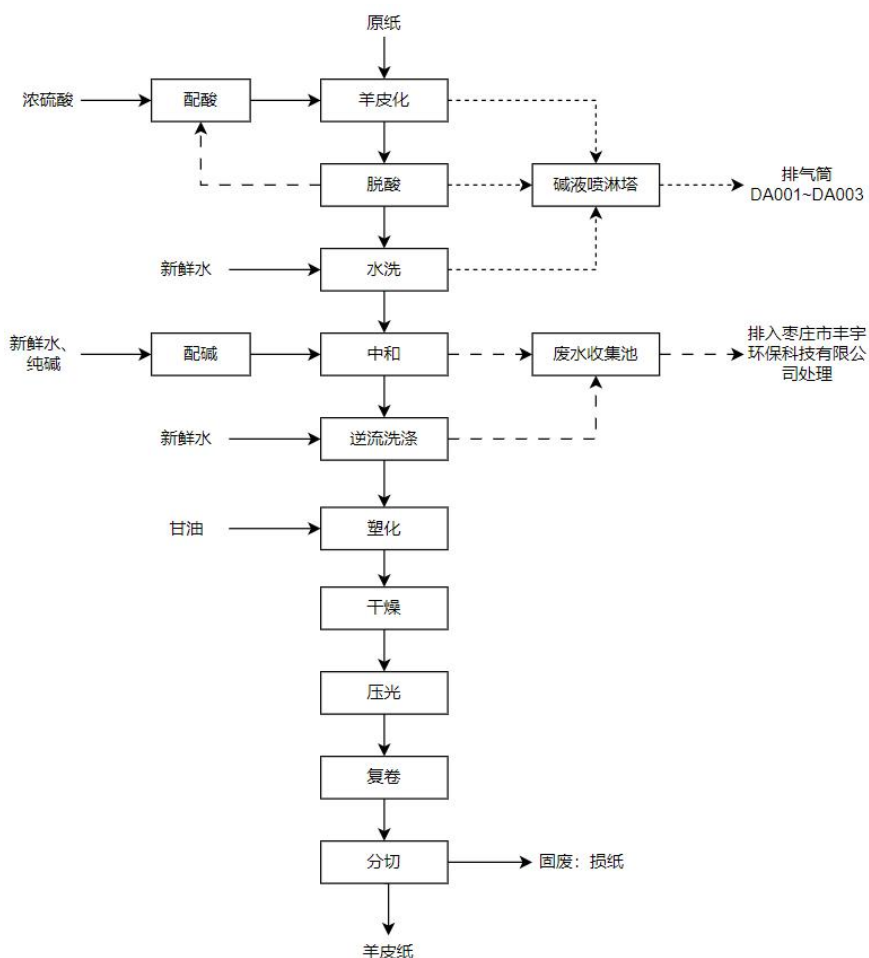 原纸
浓硫酸
配酸
羊皮化
脱酸
碱液喷淋塔
排气筒
DA001~DA003
新鲜水
水洗
新鲜水、
纯碱
配碱
中和
废水收集池
排入枣庄市丰宇
环保科技有限公
司处理
新鲜水
逆流洗涤
甘油
塑化
干燥
压光
复卷
分切
固废：损纸
羊皮纸